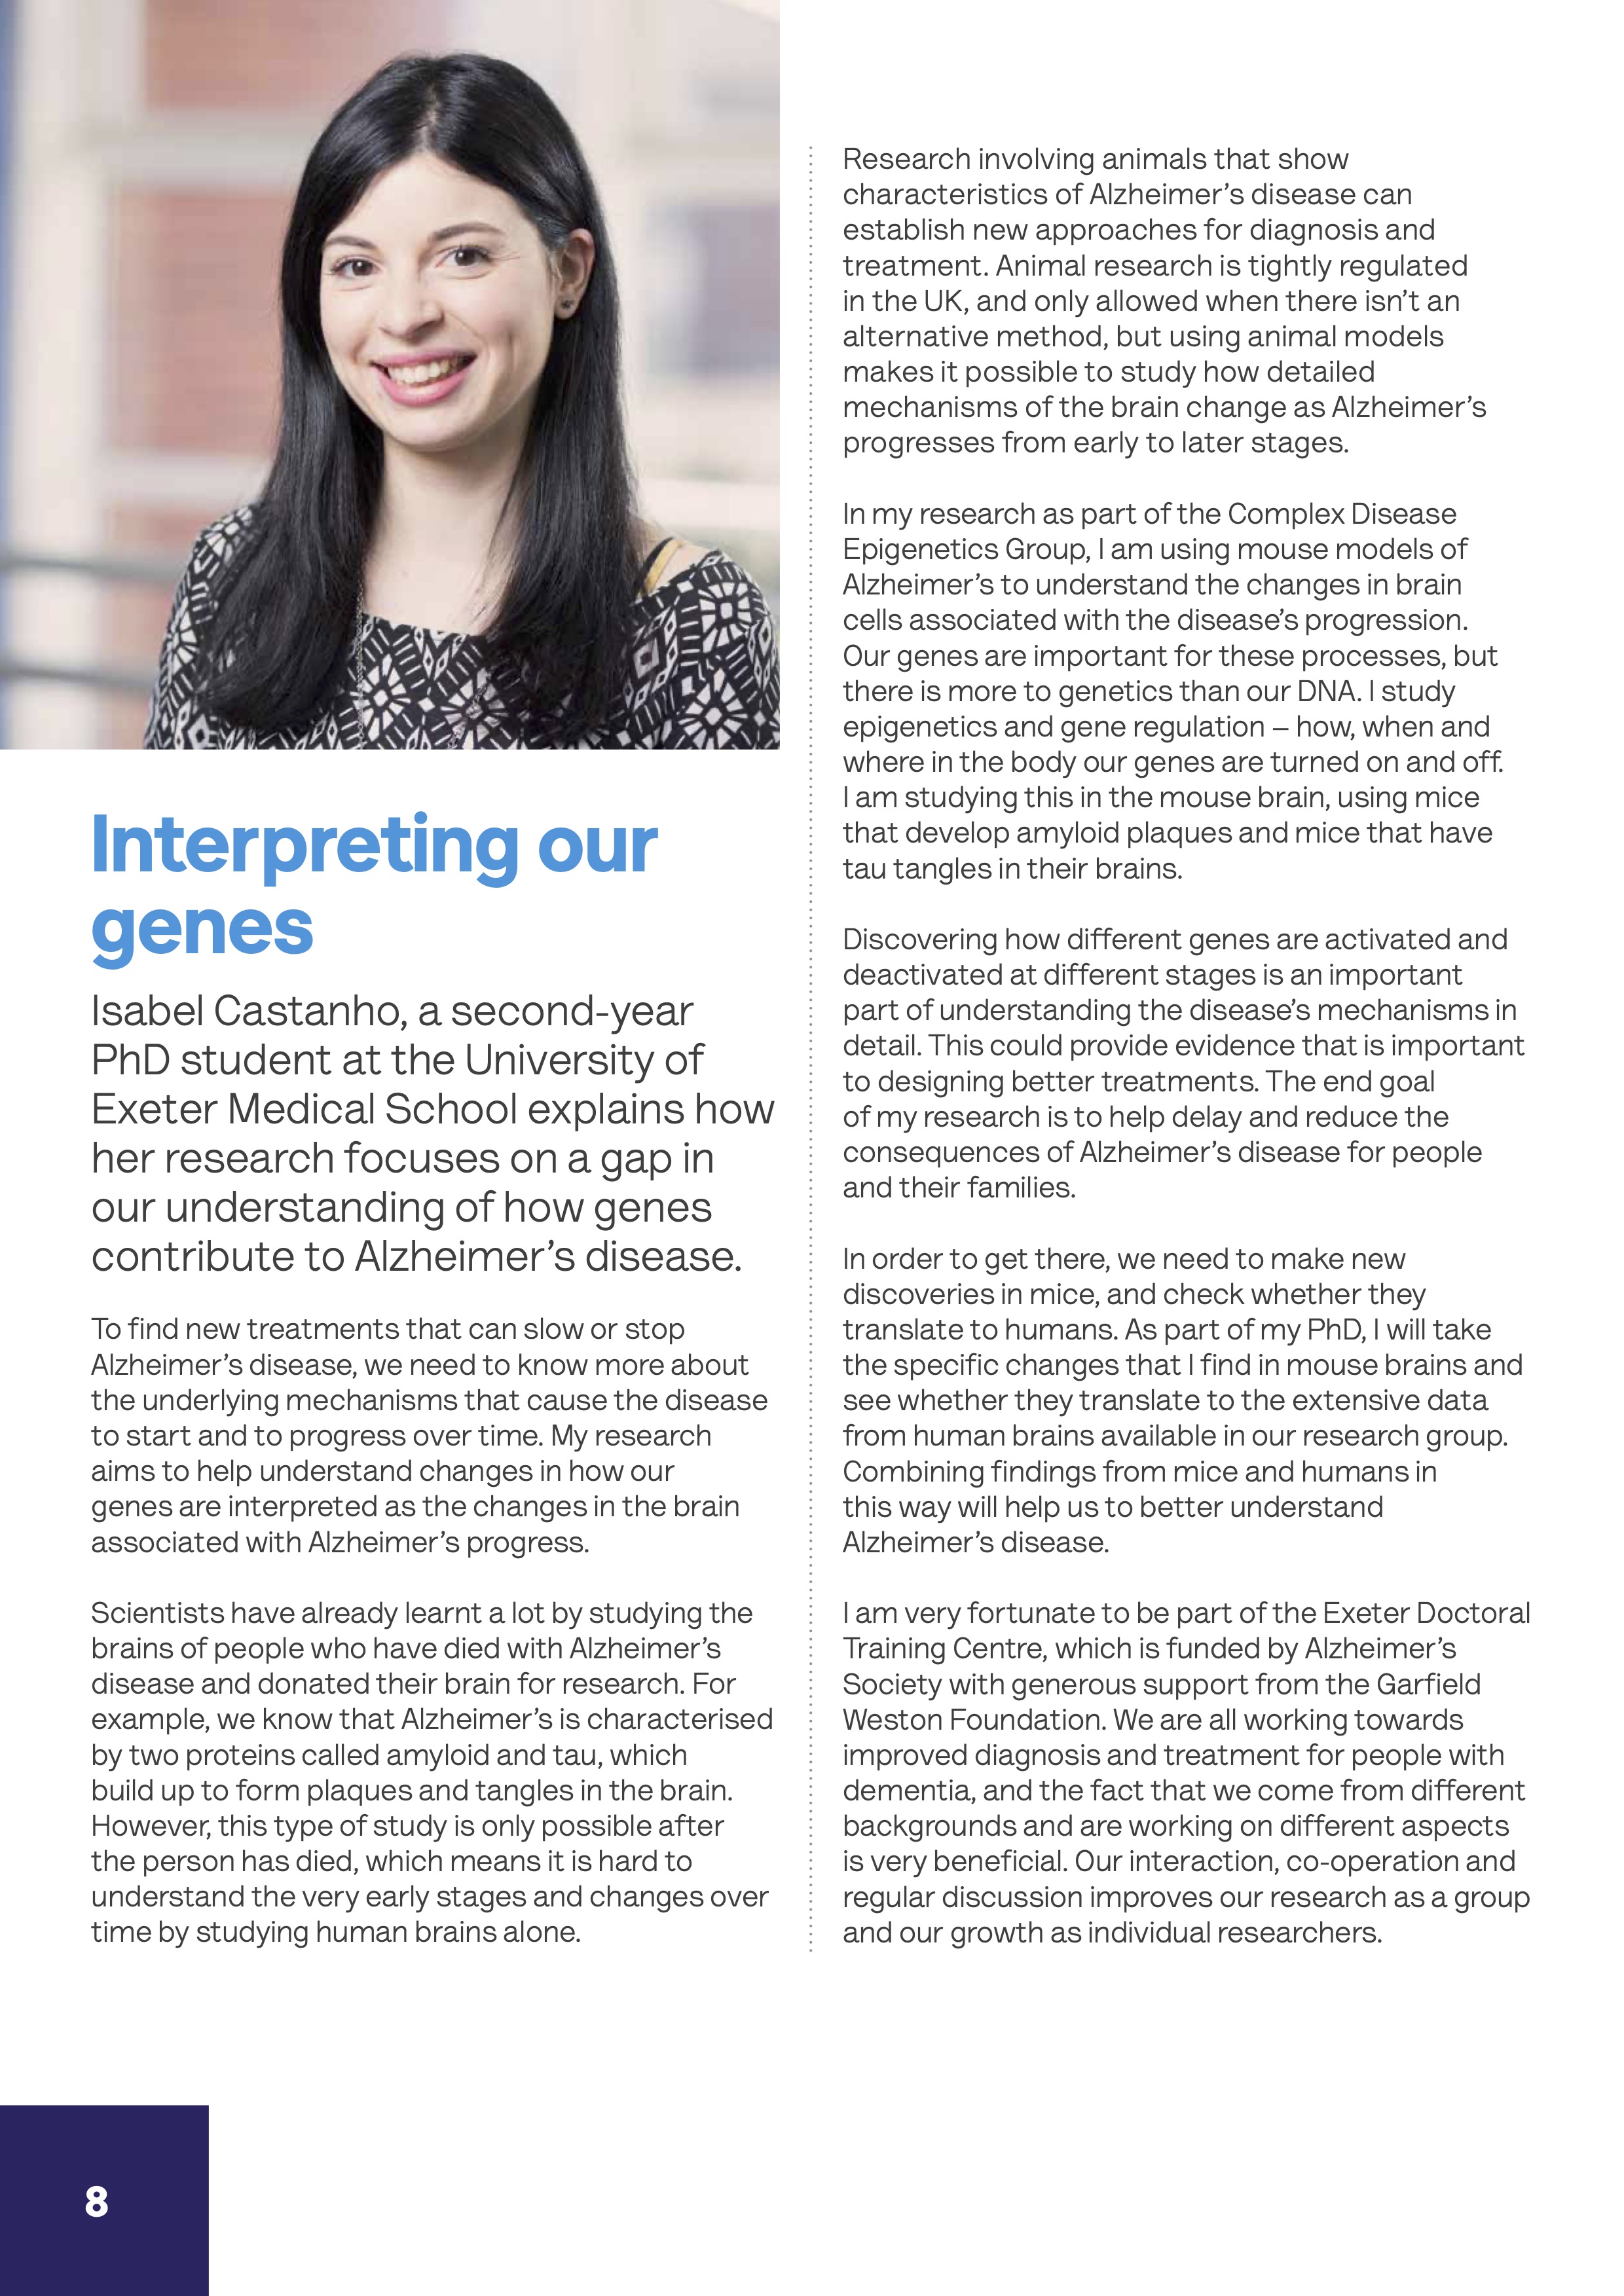 Interpreting our
genes
Isabel Castanho, a second-year
PhD student at the University of
Exeter Medical School explains how
her research focuses on a gap in
our understanding of how genes
contribute to Alzheimer’s disease.
To find new treatments that can slow or stop
Alzheimer’s disease, we need to know more about
the underlying mechanisms that cause the disease
to start and to progress over time. My research
aims to help understand changes in how our
genes are interpreted as the changes in the brain
associated with Alzheimer’s progress.
Scientists have already learnt a lot by studying the
brains of people who have died with Alzheimer’s
disease and donated their brain for research. For
example, we know that Alzheimer’s is characterised
by two proteins called amyloid and tau, which
build up to form plaques and tangles in the brain.
However, this type of study is only possible after
the person has died, which means it is hard to
understand the very early stages and changes over
time by studying human brains alone.
Research involving animals that show
characteristics of Alzheimer’s disease can
establish new approaches for diagnosis and
treatment. Animal research is tightly regulated
in the UK, and only allowed when there isn’t an
alternative method, but using animal models
makes it possible to study how detailed
mechanisms of the brain change as Alzheimer’s
progresses from early to later stages.
In my research as part of the Complex Disease
Epigenetics Group, I am using mouse models of
Alzheimer’s to understand the changes in brain
cells associated with the disease’s progression.
Our genes are important for these processes, but
there is more to genetics than our DNA. I study
epigenetics and gene regulation – how, when and
where in the body our genes are turned on and off.
I am studying this in the mouse brain, using mice
that develop amyloid plaques and mice that have
tau tangles in their brains.
Discovering how different genes are activated and
deactivated at different stages is an important
part of understanding the disease’s mechanisms in
detail. This could provide evidence that is important
to designing better treatments. The end goal
of my research is to help delay and reduce the
consequences of Alzheimer’s disease for people
and their families.
In order to get there, we need to make new
discoveries in mice, and check whether they
translate to humans. As part of my PhD, I will take
the specific changes that I find in mouse brains and
see whether they translate to the extensive data
from human brains available in our research group.
Combining findings from mice and humans in
this way will help us to better understand
Alzheimer’s disease.
I am very fortunate to be part of the Exeter Doctoral
Training Centre, which is funded by Alzheimer’s
Society with generous support from the Garfield
Weston Foundation. We are all working towards
improved diagnosis and treatment for people with
dementia, and the fact that we come from different
backgrounds and are working on different aspects
is very beneficial. Our interaction, co-operation and
regular discussion improves our research as a group
and our growth as individual researchers.
8